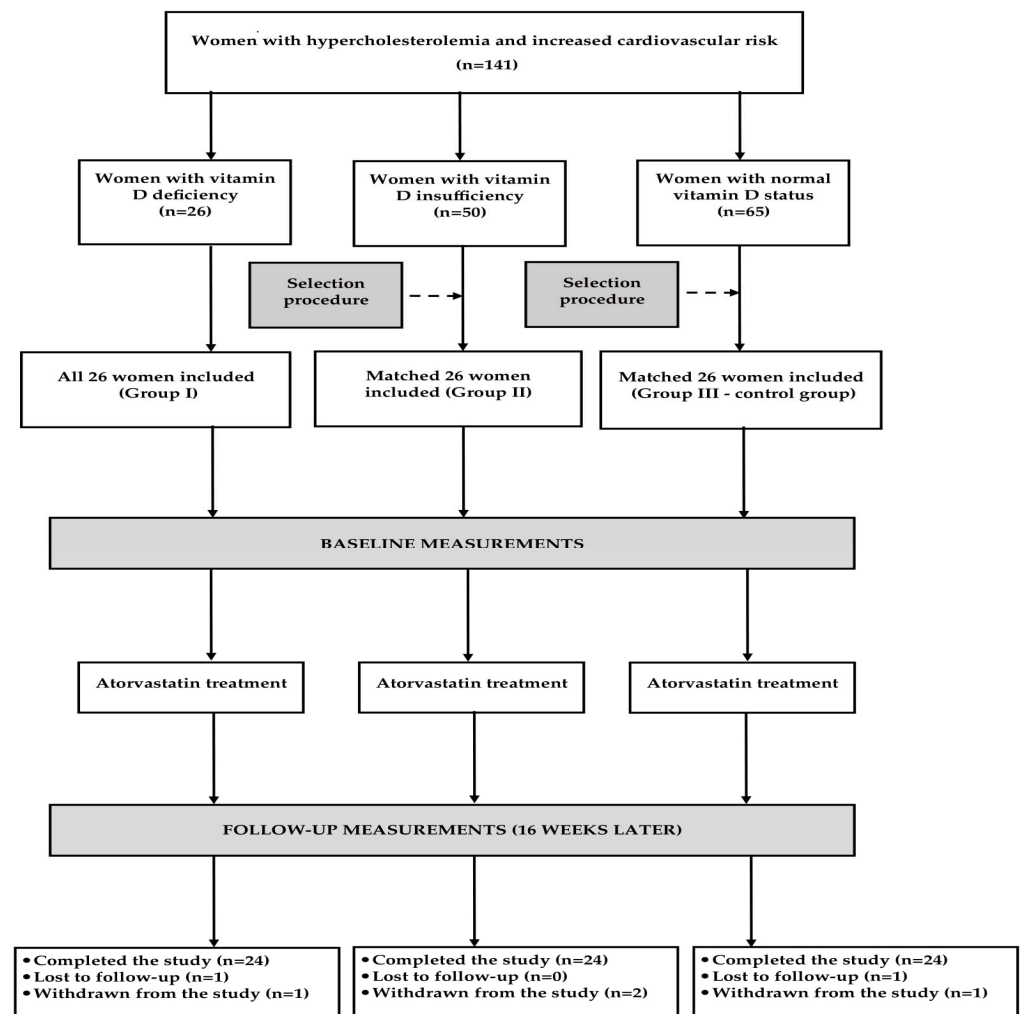 Women with hypercholesterolemia and increased cardiovascular risk
(n=141)
Women with vitamin
D deficiency
(n=26)
Women with vitamin
D insufficiency
(n=50)
Women with normal
vitamin D status
(n=65)
Selection
procedure
Selection
procedure
All 26 women included
(Group I)
Matched 26 women
included (Group II)
Matched 26 women included
(Group III - control group)
BASELINE MEASUREMENTS
Atorvastatin treatment
Atorvastatin treatment
Atorvastatin treatment
FOLLOW-UP MEASUREMENTS (16 WEEKS LATER)
• Completed the study (n=24)
• Lost to follow-up (n=1)
• Withdrawn from the study (n=1)
• Completed the study (n=24)
• Lost to follow-up (n=0)
• Withdrawn from the study (n=2)
• Completed the study (n=24)
• Lost to follow-up (n=1)
• Withdrawn from the study (n=1)